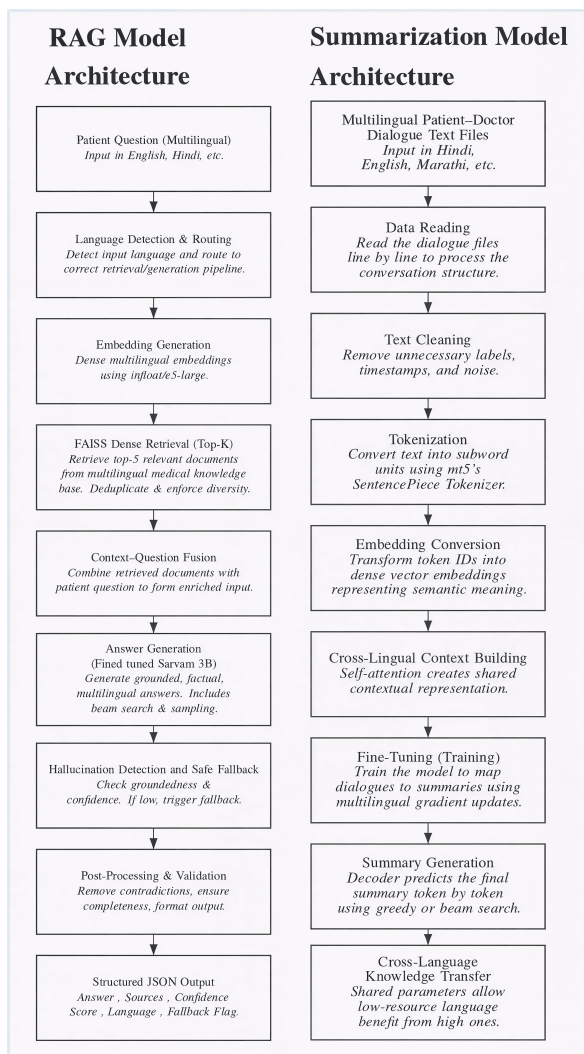 RAG Model
Architecture
Patient Question (Multilingual)
Input in English, Hindi, etc.
Language Detection & Routing
Detect input language and route to
correct retrieval/generation pipeline.
Embedding Generation
Dense multilingual embeddings
using infloat/e5-large.
FAISS Dense Retrieval (Top-K)
Retrieve top-5 relevant documents
from multilingual medical knowledge
base. Deduplicate & enforce diversity.
Context–Question Fusion
Combine retrieved documents with
patient question to form enriched input.
Answer Generation
(Fined tuned Sarvam 3B)
Generate grounded, factual,
multilingual answers. Includes
beam search & sampling.
Hallucination Detection and Safe Fallback
Check groundedness &
confidence. If low, trigger fallback.
Post-Processing & Validation
Remove contradictions, ensure
completeness, format output.
Structured JSON Output
Answer , Sources , Confidence
Score , Language , Fallback Flag.
Summarization Model
Architecture
Multilingual Patient–Doctor
Dialogue Text Files
Input in Hindi,
English, Marathi, etc.
Data Reading
Read the dialogue files
line by line to process the
conversation structure.
Text Cleaning
Remove unnecessary labels,
timestamps, and noise.
Tokenization
Convert text into subword
units using mt5's
SentencePiece Tokenizer.
Embedding Conversion
Transform token IDs into
dense vector embeddings
representing semantic meaning.
Cross-Lingual Context Building
Self-attention creates shared
contextual representation.
Fine-Tuning (Training)
Train the model to map
dialogues to summaries using
multilingual gradient updates.
Summary Generation
Decoder predicts the final
summary token by token
using greedy or beam search.
Cross-Language
Knowledge Transfer
Shared parameters allow
low-resource language
benefit from high ones.